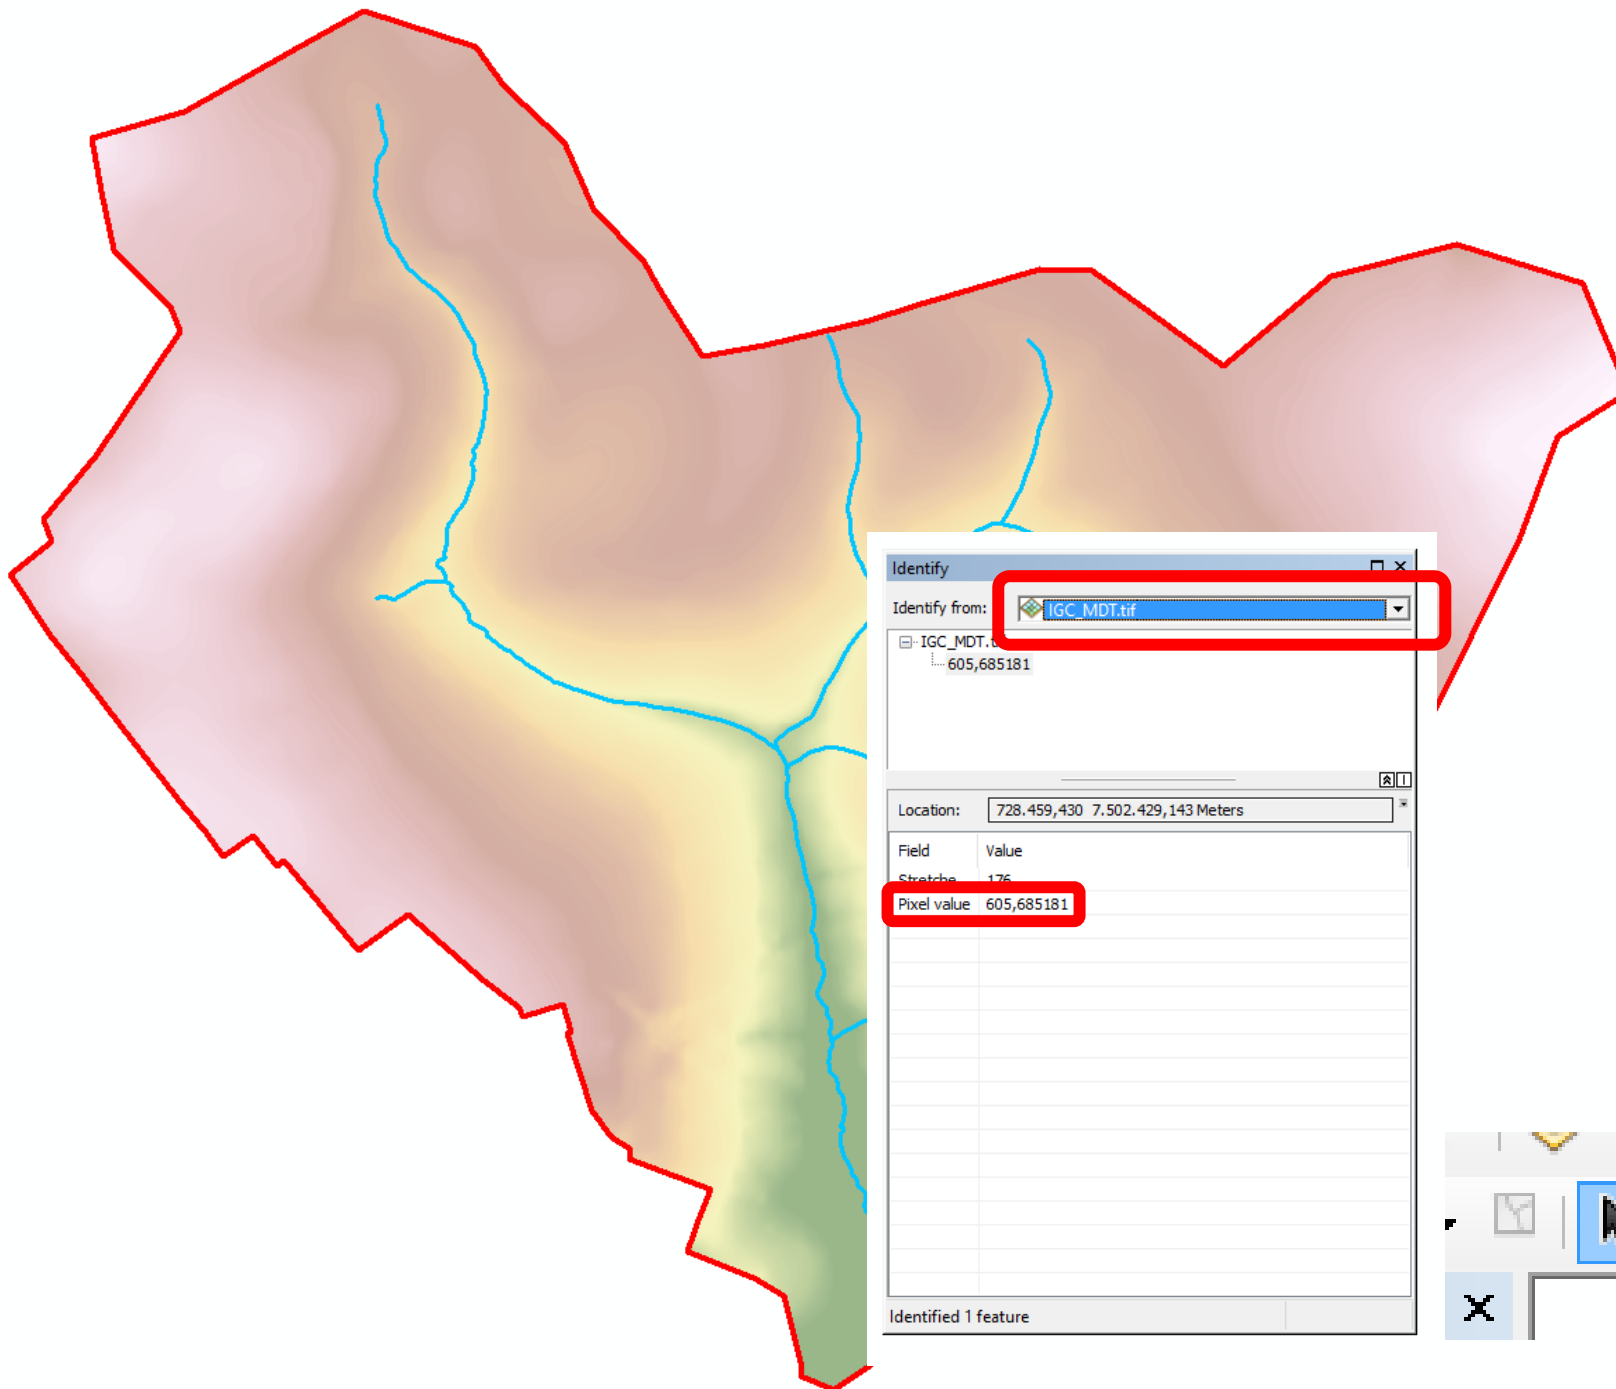 Identify
Identify from: IGC_MDT.tif
IGC_MDT.t
605,685181
Location: 728.459,430 7.502.429,143 Meters
Field Value
Stretche 176
Pixel value 605,685181
Identified 1 feature